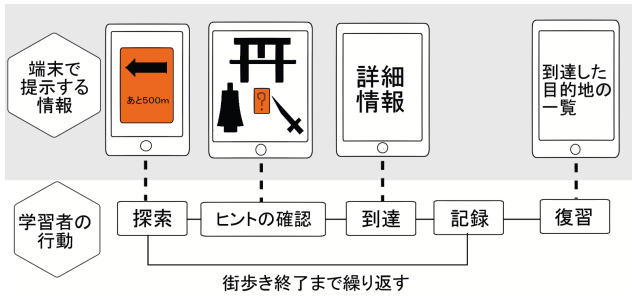 端末で
提示する
情報
あと500m
?
詳細
情報
到達した
目的地の
一覧
学習者の
行動
探索
ヒントの確認
到達
記録
復習
街歩き終了まで繰り返す